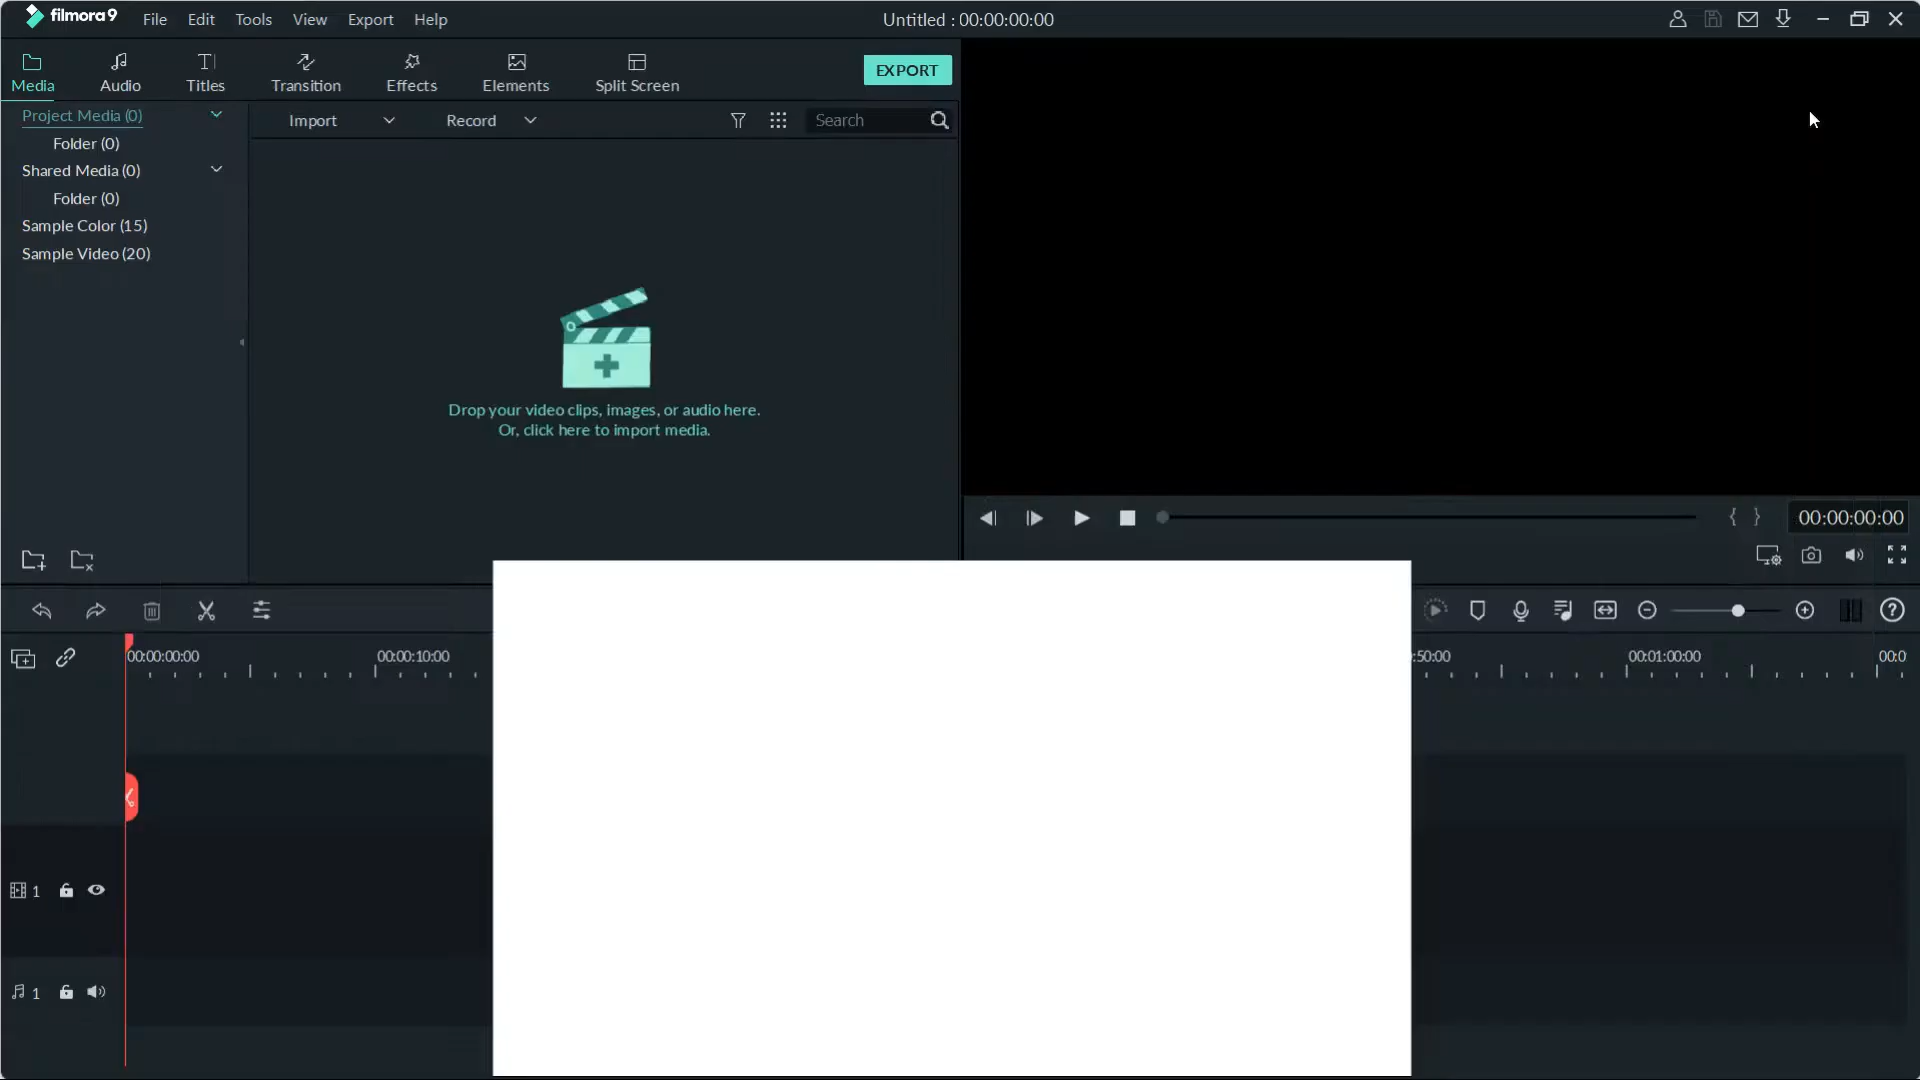 filmora9 File Edit Tools View Export Help Untitled : 00:00:00:00
Media Audio Titles Transition Effects Elements Split Screen EXPORT
Project Media (0)
Folder (0)
Shared Media (0)
Folder (0)
Sample Color (15)
Sample Video (20)
Import Record Search
Drop your video clips, images, or audio here.
Or, click here to import media.
00:00:00:00
00:00:00:00 00:00:10:00 :50:00 00:01:00:00 00:0
1
1